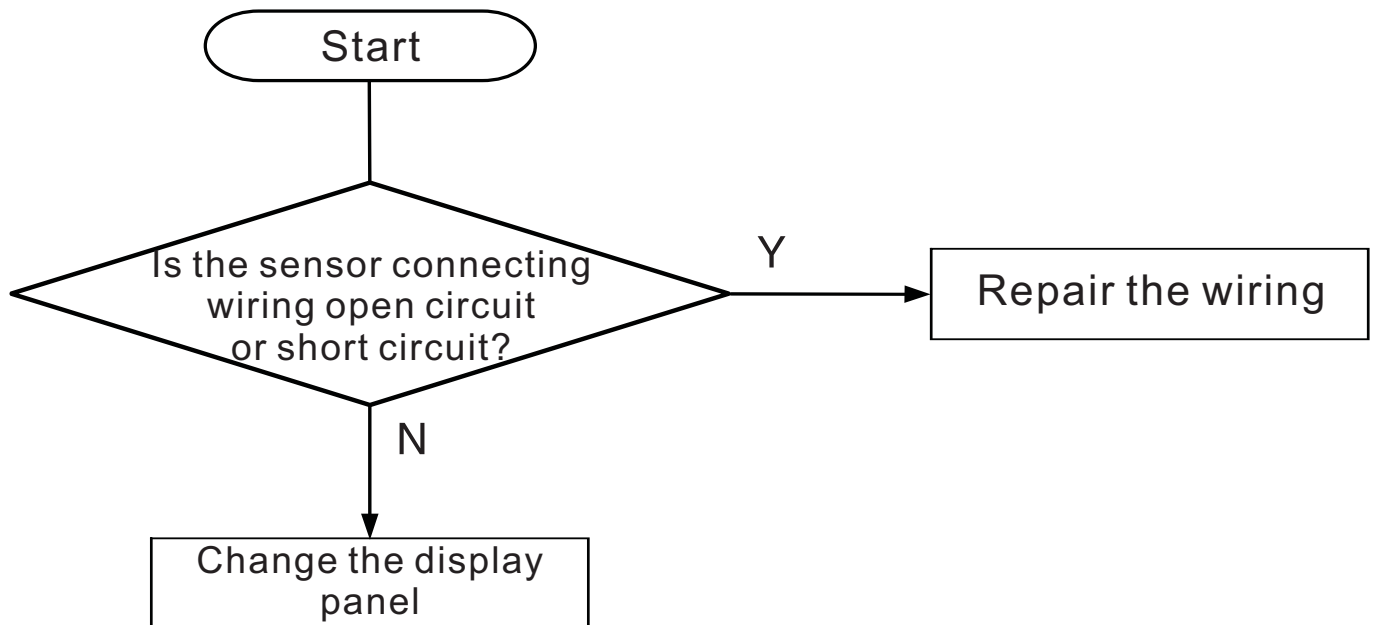 Start
Is the sensor connecting
wiring open circuit
or short circuit?
Y
Repair the wiring
N
Change the display
panel